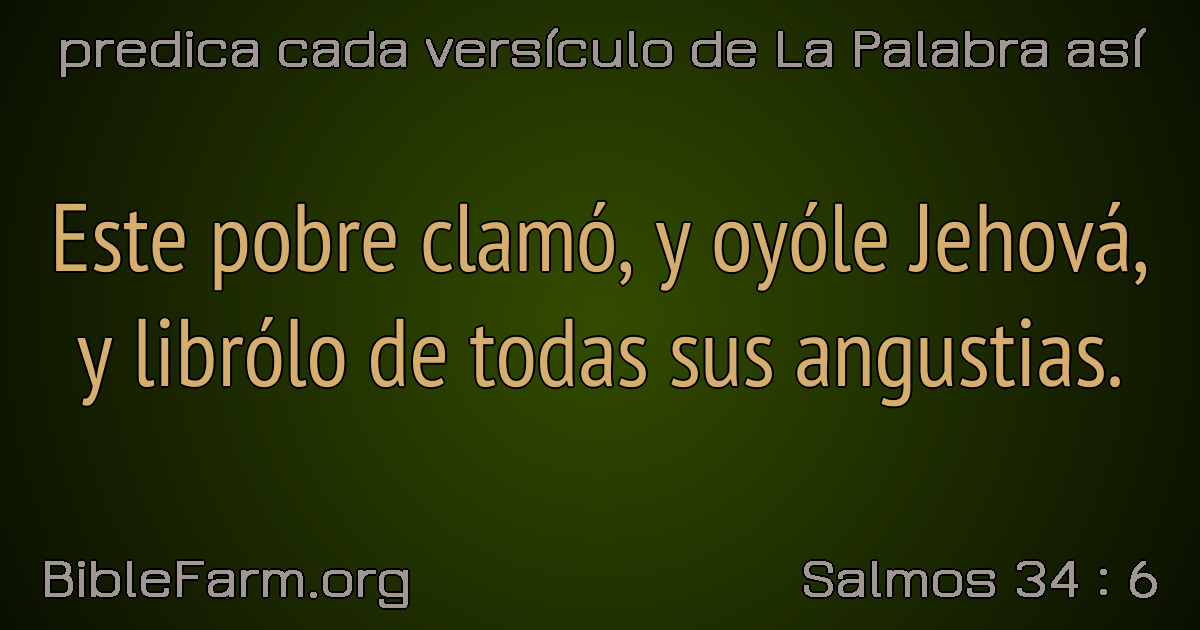 predica cada versículo de La Palabra así
Este pobre clamó, y oyóle Jehová,
y librólo de todas sus angustias.
BibleFarm.org
Salmos 34 : 6